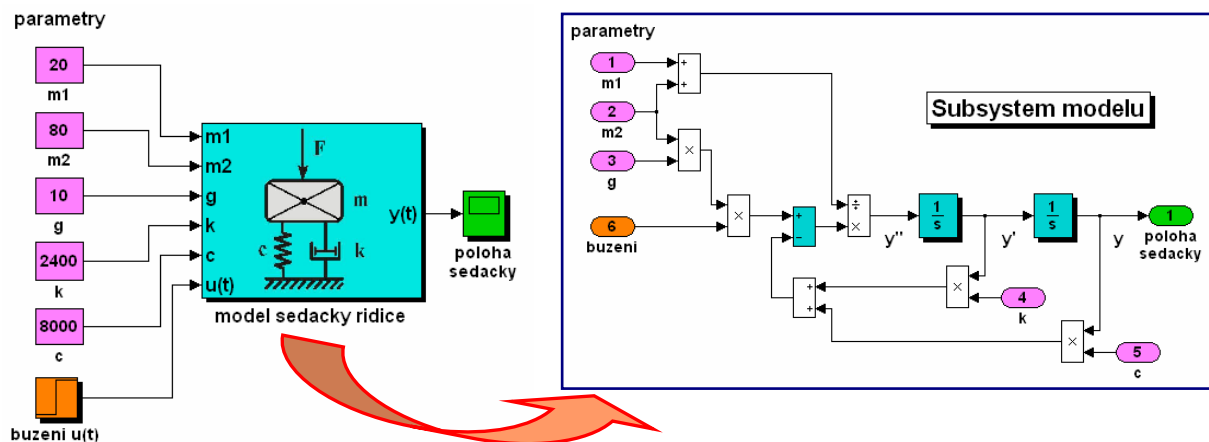 parametry
20
m1
80
m2
10
g
2400
k
8000
c
buzeni u(t)
m1
m2
g
k
c
u(t)
F
m
c
k
y(t)
model sedacky ridice
poloha
sedacky
parametry
1
m1
2
m2
3
g
6
buzeni
Subsystem modelu
+
+
×
×
+
−
÷
×
y''
1
s
y'
1
s
y
1
poloha
sedacky
+
+
×
4
k
×
5
c